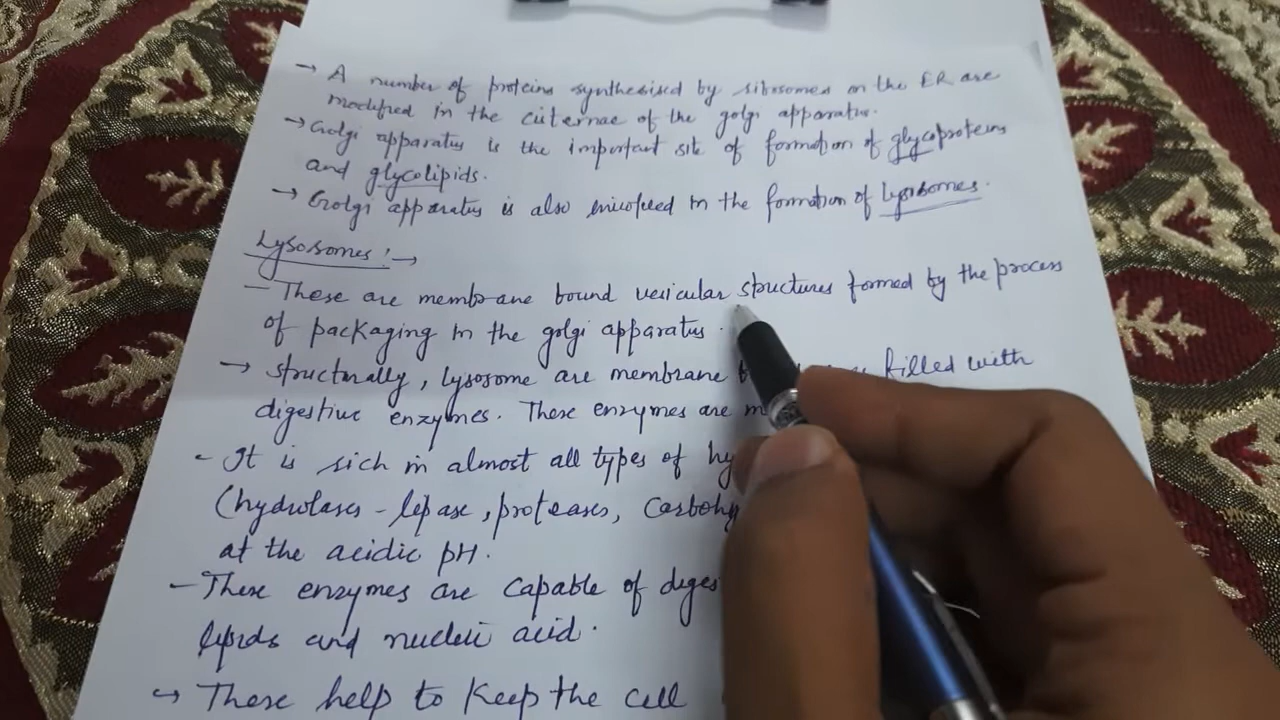 → A number of proteins synthesised by ribosomes on the ER are
modified in the cisternae of the golgi apparatus.
→ Golgi apparatus is the important site of formation of glycoproteins
and glycolipids.
→ Golgi apparatus is also involved in the formation of lysosomes.
Lysosomes :→
- These are membrane bound vesicular structures formed by the process
of packaging in the golgi apparatus.
→ structurally, lysosome are membrane filled with
digestive enzymes. These enzymes are
- It is rich in almost all types of
(hydrolases - lipase, proteases,
at the acidic pH.
- These enzymes are capable of
lipids and nucleic acid.
→ These help to keep the cell